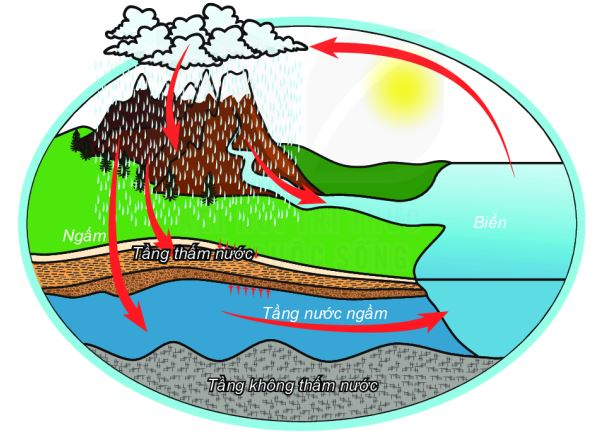 Biển
Ngấm
Tầng thấm nước
Tầng nước ngầm
Tầng không thấm nước